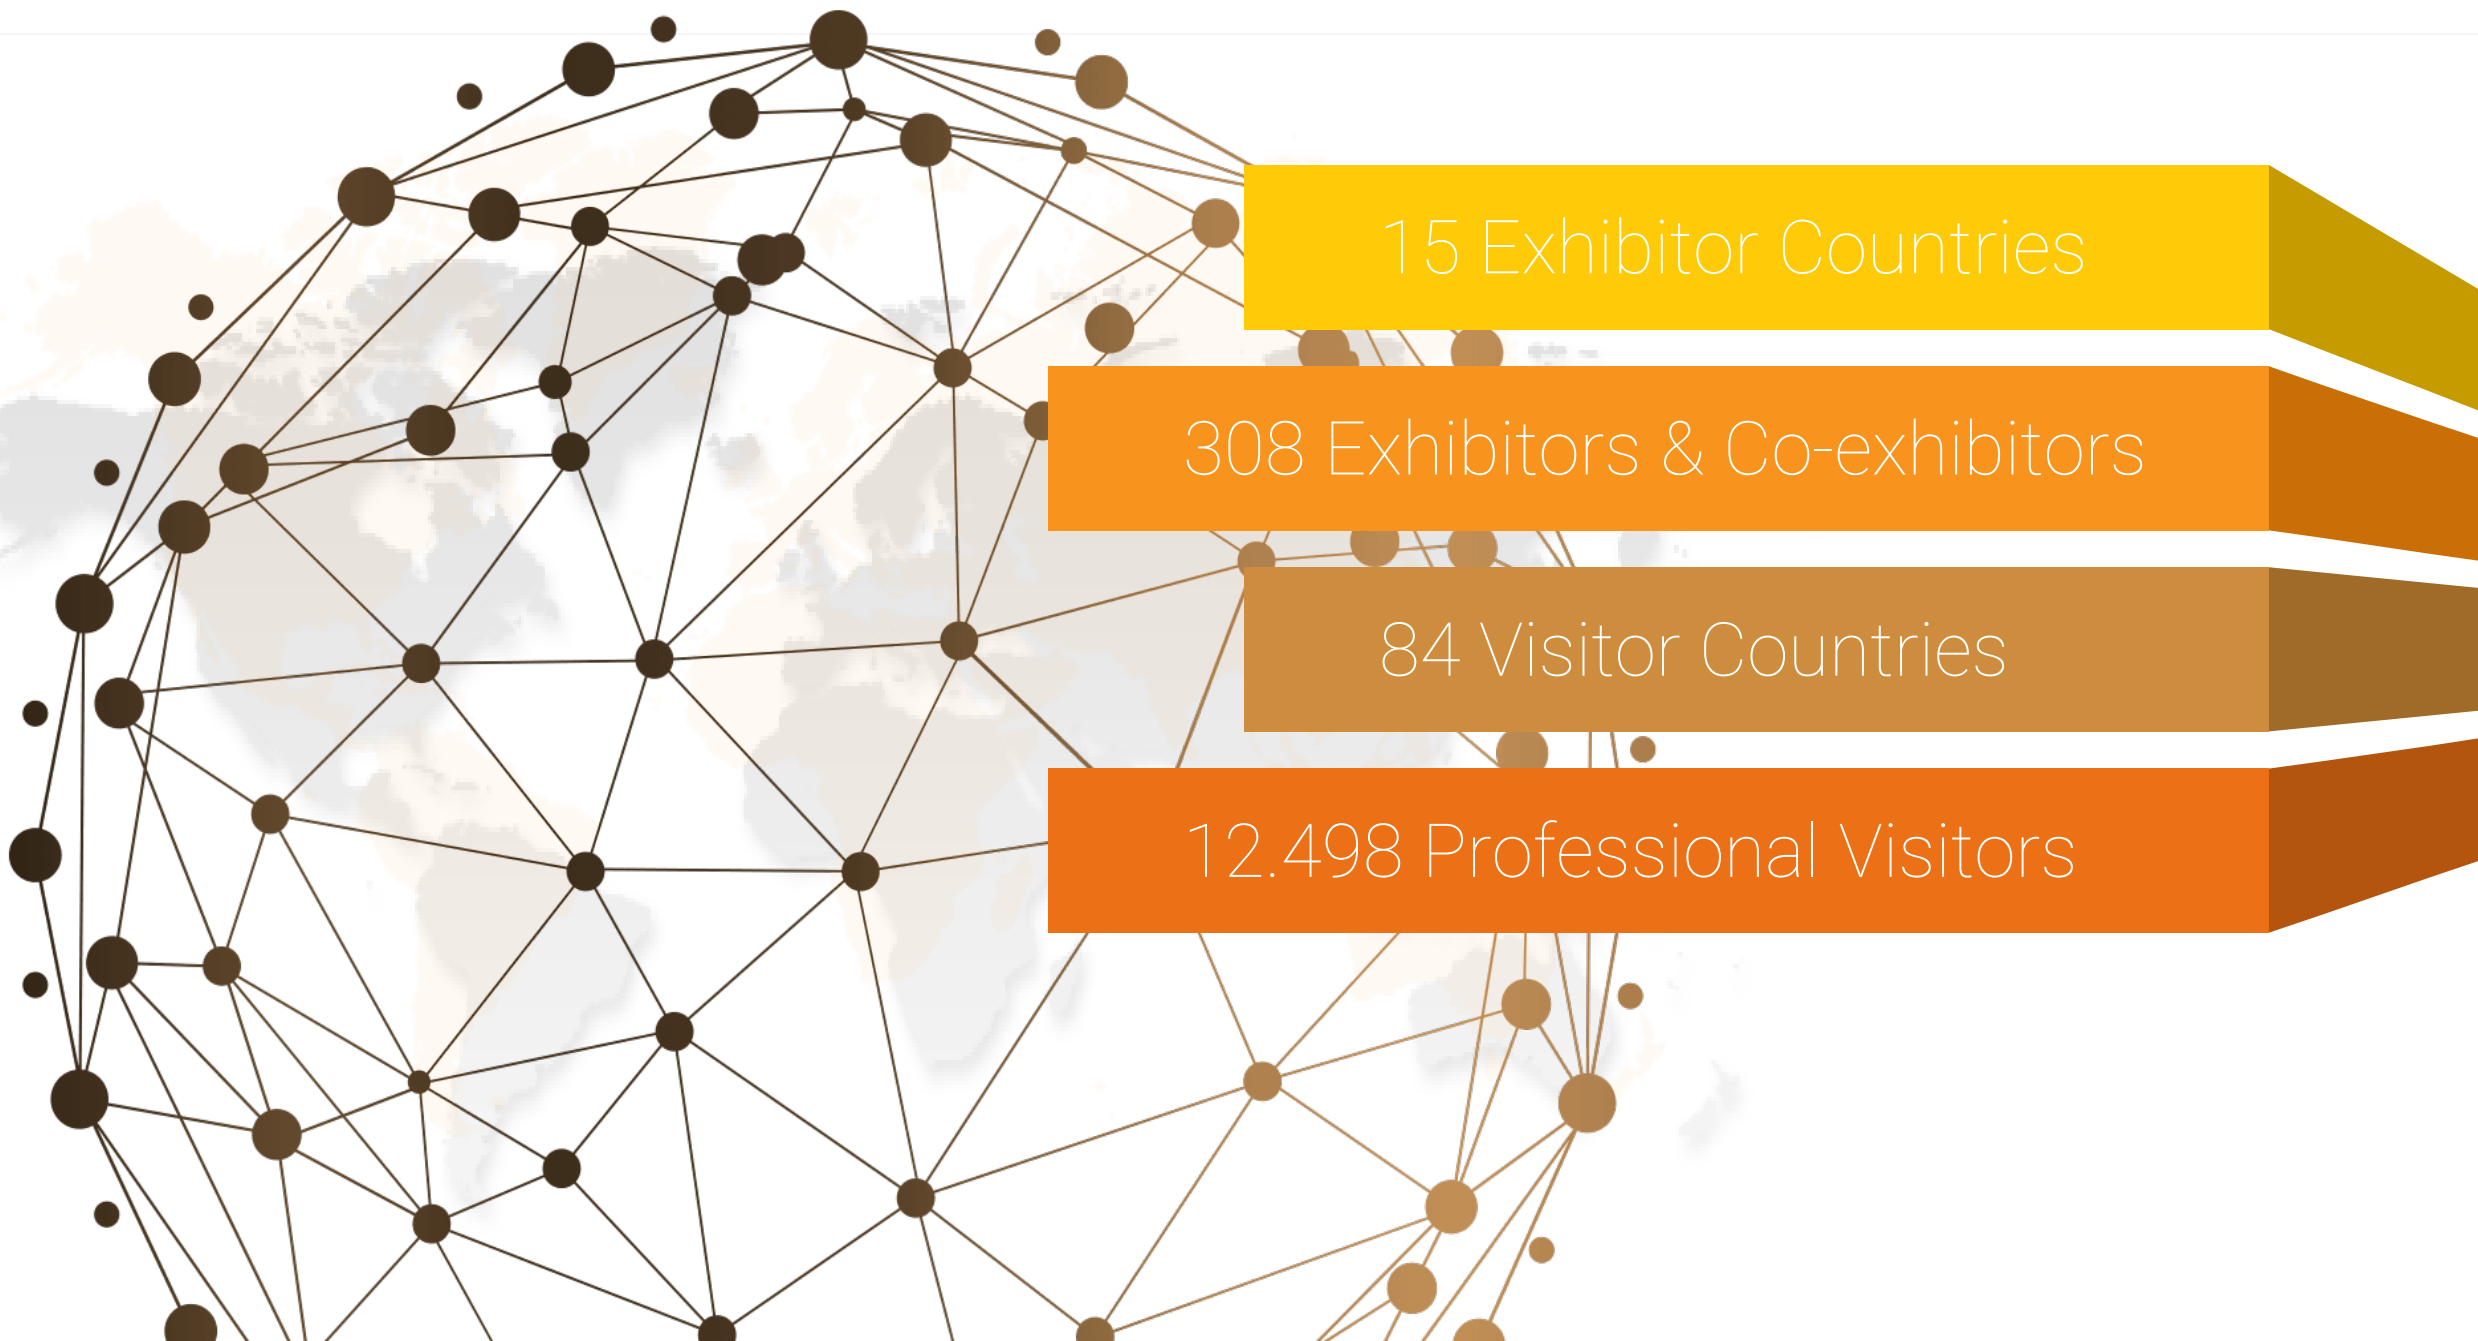 15 Exhibitor Countries
308 Exhibitors & Co-exhibitors
84 Visitor Countries
12.498 Professional Visitors